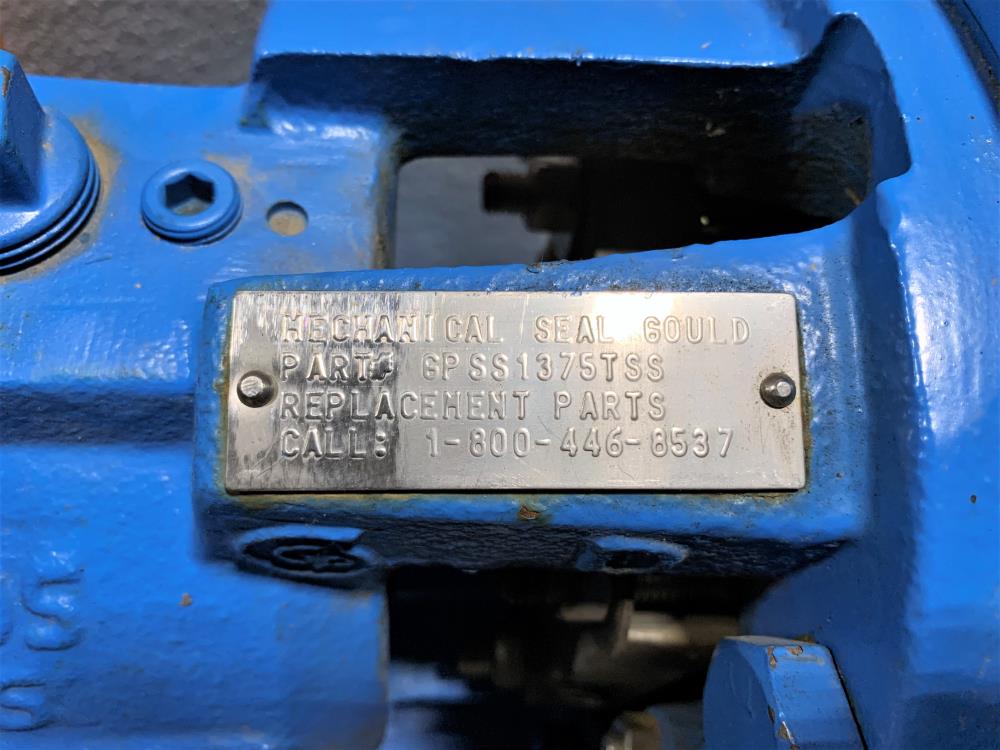 MECHANICAL SEAL GOULD
PART# GPSS1375TSS
REPLACEMENT PARTS
CALL: 1-800-446-8537